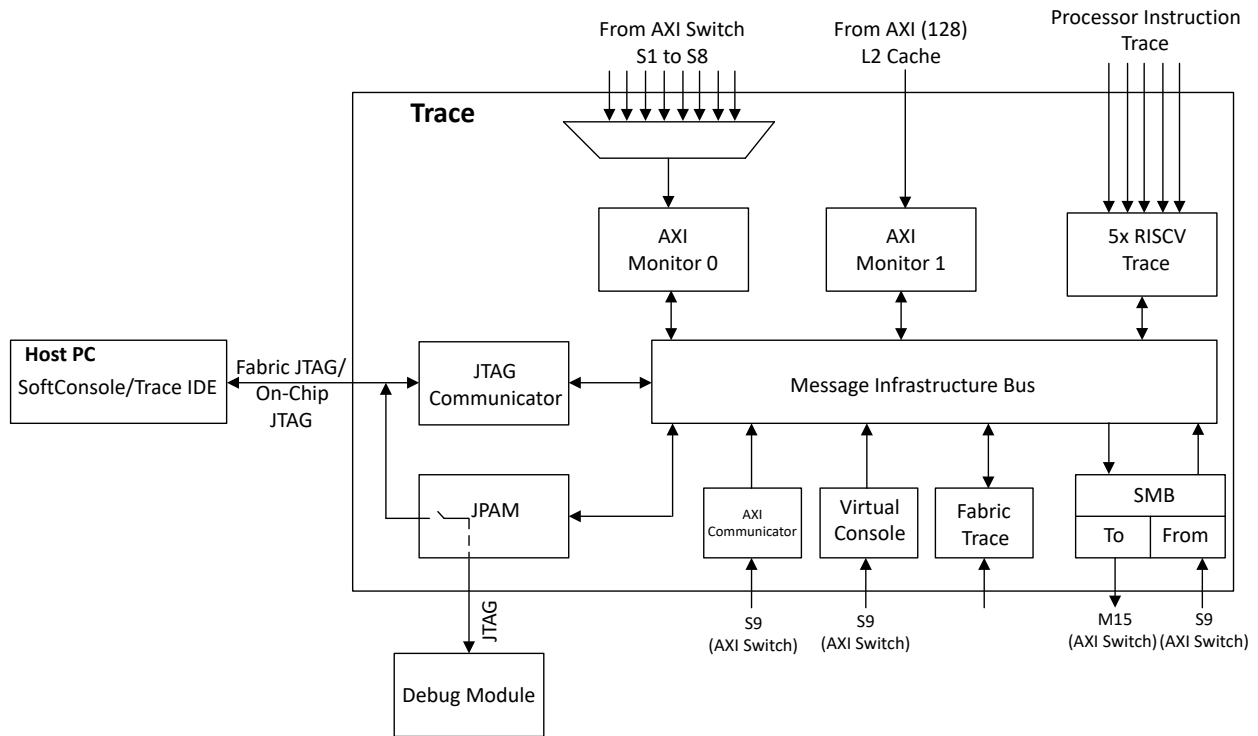 From AXI Switch
S1 to S8
From AXI (128)
L2 Cache
Processor Instruction
Trace
Trace
AXI
Monitor 0
AXI
Monitor 1
5x RISCV
Trace
Host PC
SoftConsole/Trace IDE
Fabric JTAG/
On-Chip
JTAG
JTAG
Communicator
Message Infrastructure Bus
JPAM
AXI
Communicator
Virtual
Console
Fabric
Trace
SMB
To
From
JTAG
S9
(AXI Switch)
S9
(AXI Switch)
M15
(AXI Switch)
S9
(AXI Switch)
Debug Module